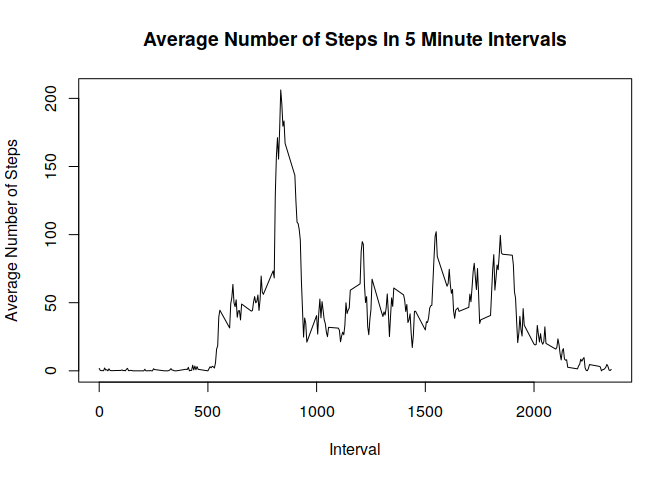 Average Number of Steps In 5 Minute Intervals
Average Number of Steps
200
150
100
50
0
0 500 1000 1500 2000
Interval